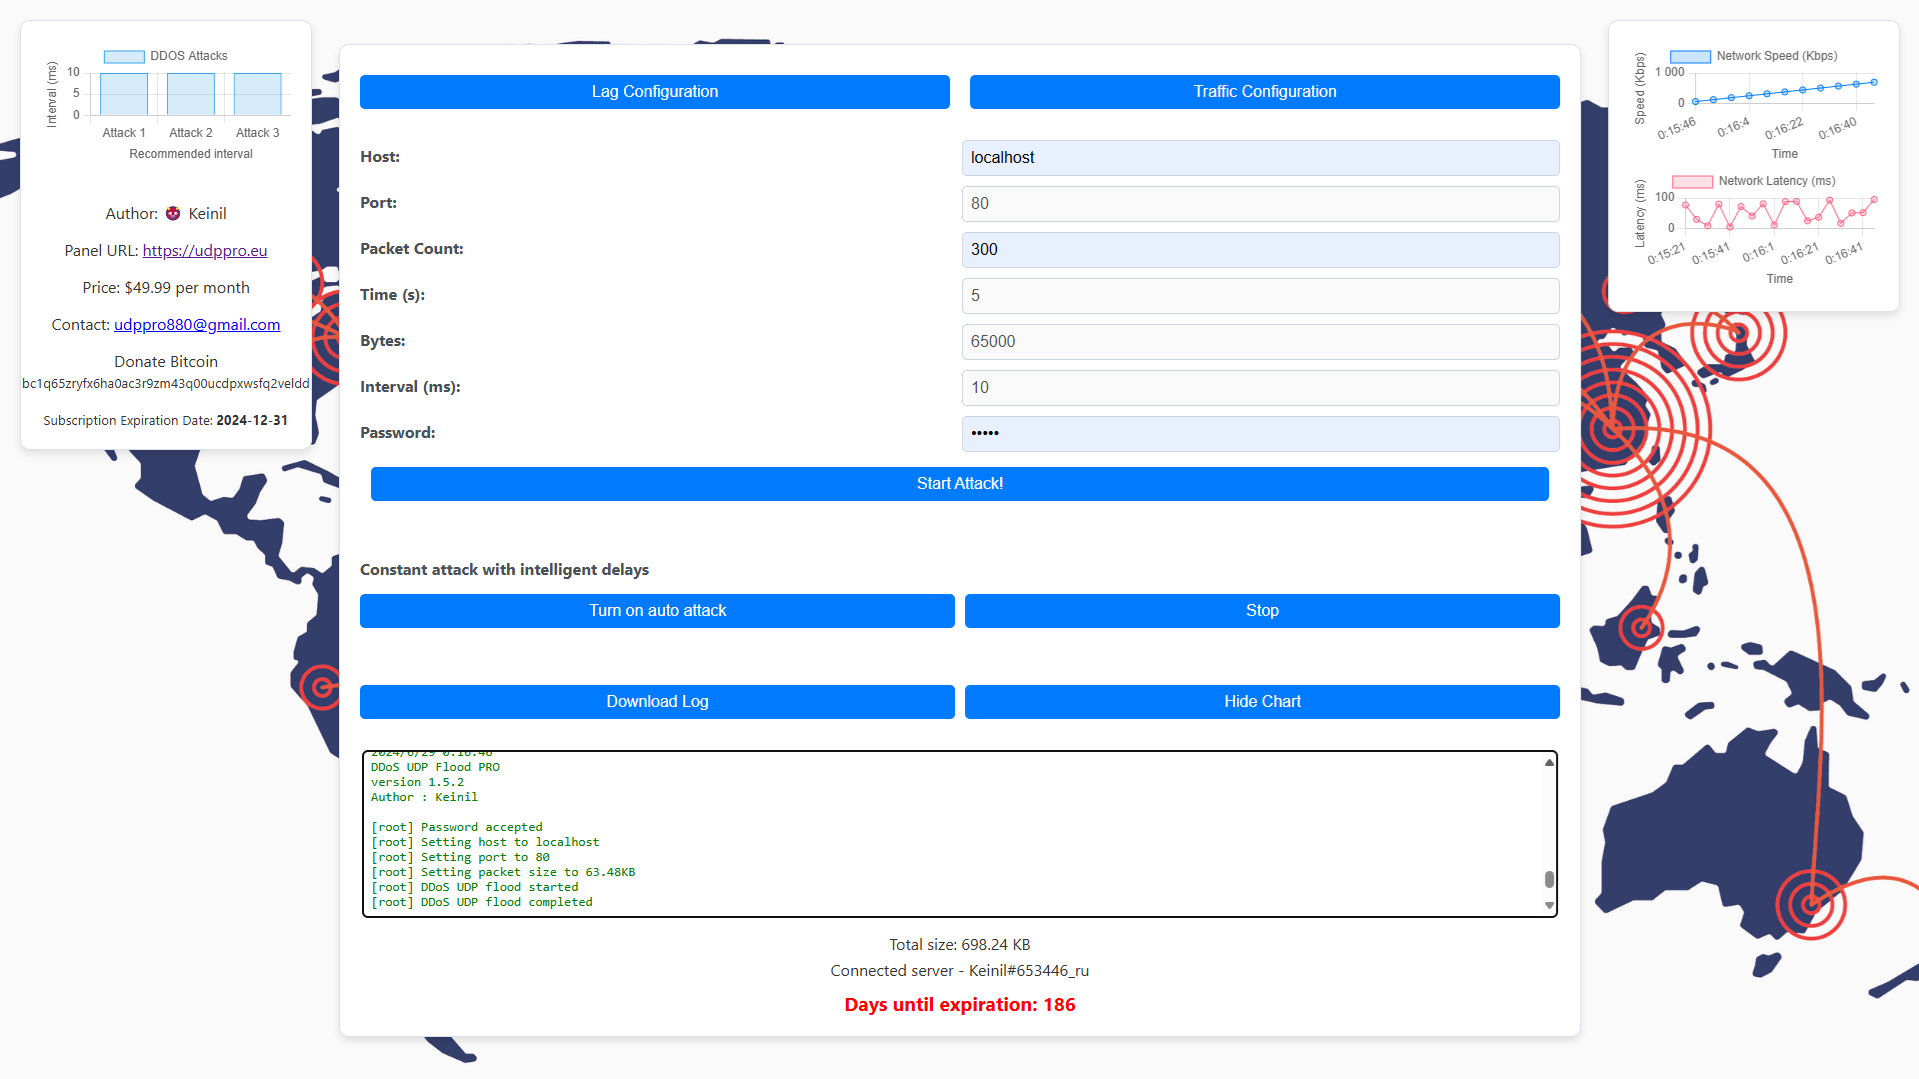 DDOS Attacks
Interval (ms)
10
5
0
Attack 1 Attack 2 Attack 3
Recommended interval
Author: Keinil
Panel URL: https://udppro.eu
Price: $49.99 per month
Contact: udppro880@gmail.com
Donate Bitcoin
bc1q65zryfx6ha0ac3r9zm43q00ucdpxwsfq2veldd
Subscription Expiration Date: 2024-12-31
Lag Configuration
Traffic Configuration
Host: localhost
Port: 80
Packet Count: 300
Time (s): 5
Bytes: 65000
Interval (ms): 10
Password: •••••
Start Attack!
Constant attack with intelligent delays
Turn on auto attack
Stop
Download Log
Hide Chart
2024/6/29 0:16:46
DDoS UDP Flood PRO
version 1.5.2
Author : Keinil
[root] Password accepted
[root] Setting host to localhost
[root] Setting port to 80
[root] Setting packet size to 63.48KB
[root] DDoS UDP flood started
[root] DDoS UDP flood completed
Total size: 698.24 KB
Connected server - Keinil#653446_ru
Days until expiration: 186
Network Speed (Kbps)
Speed (Kbps)
1 000
0
0:15:46 0:16:4 0:16:22 0:16:40
Time
Network Latency (ms)
Latency (ms)
100
0
0:15:21 0:15:41 0:16:1 0:16:21 0:16:41
Time